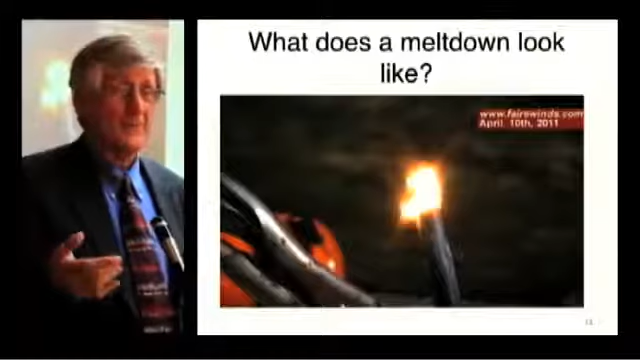 What does a meltdown look
like?
www.fairewinds.com
April 10th, 2011